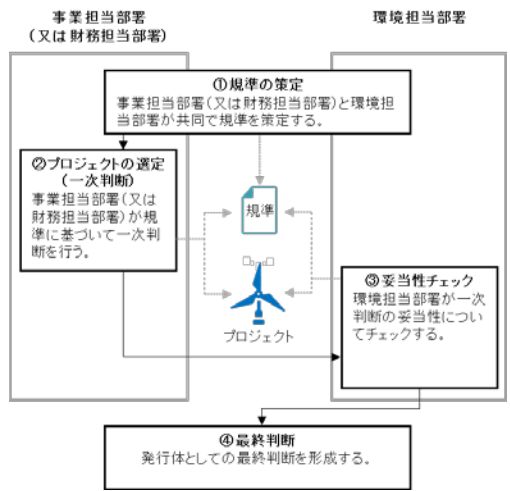 事業担当部署
(又は財務担当部署)
環境担当部署
①規準の策定
事業担当部署(又は財務担当部署)と環境担
当部署が共同で規準を策定する。
②プロジェクトの選定
(一次判断)
事業担当部署(又は
財務担当部署)が規
準に基づいて一次判
断を行う。
規準
プロジェクト
③妥当性チェック
環境担当部署が一次
判断の妥当性につい
てチェックする。
④最終判断
発行体としての最終判断を形成する。